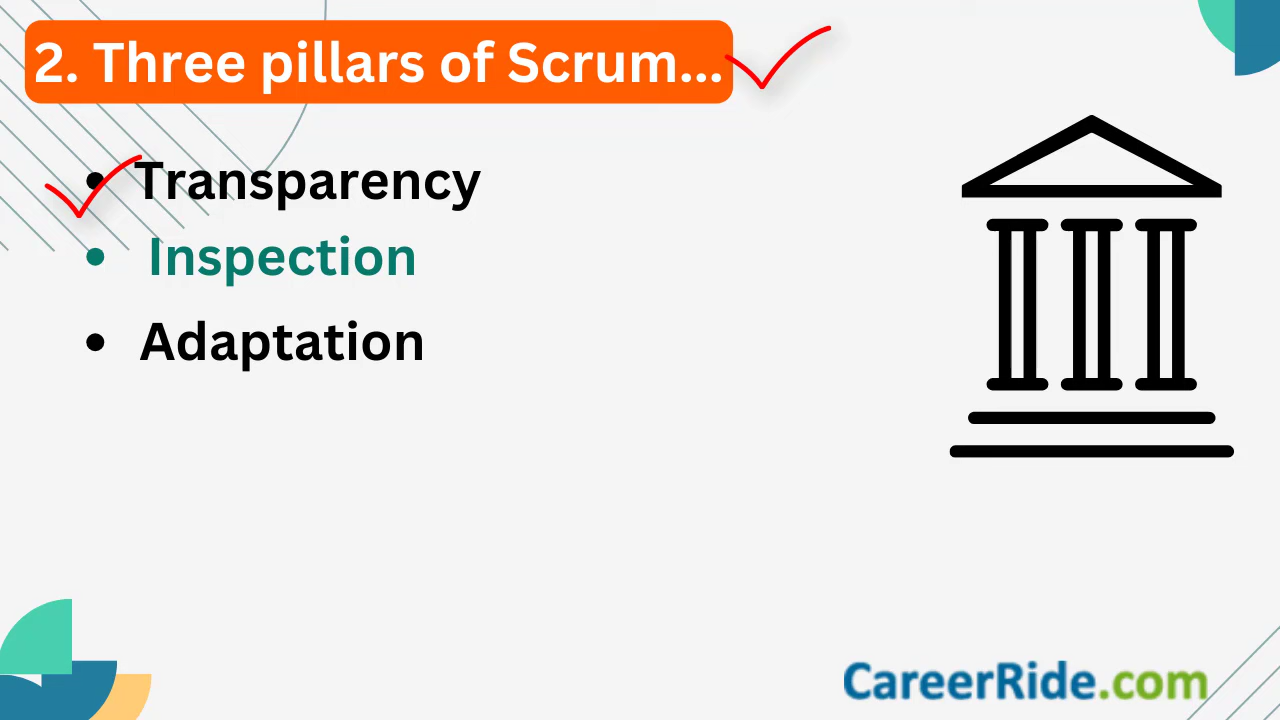 2. Three pillars of Scrum...
• Transparency
• Inspection
• Adaptation
CareerRide.com